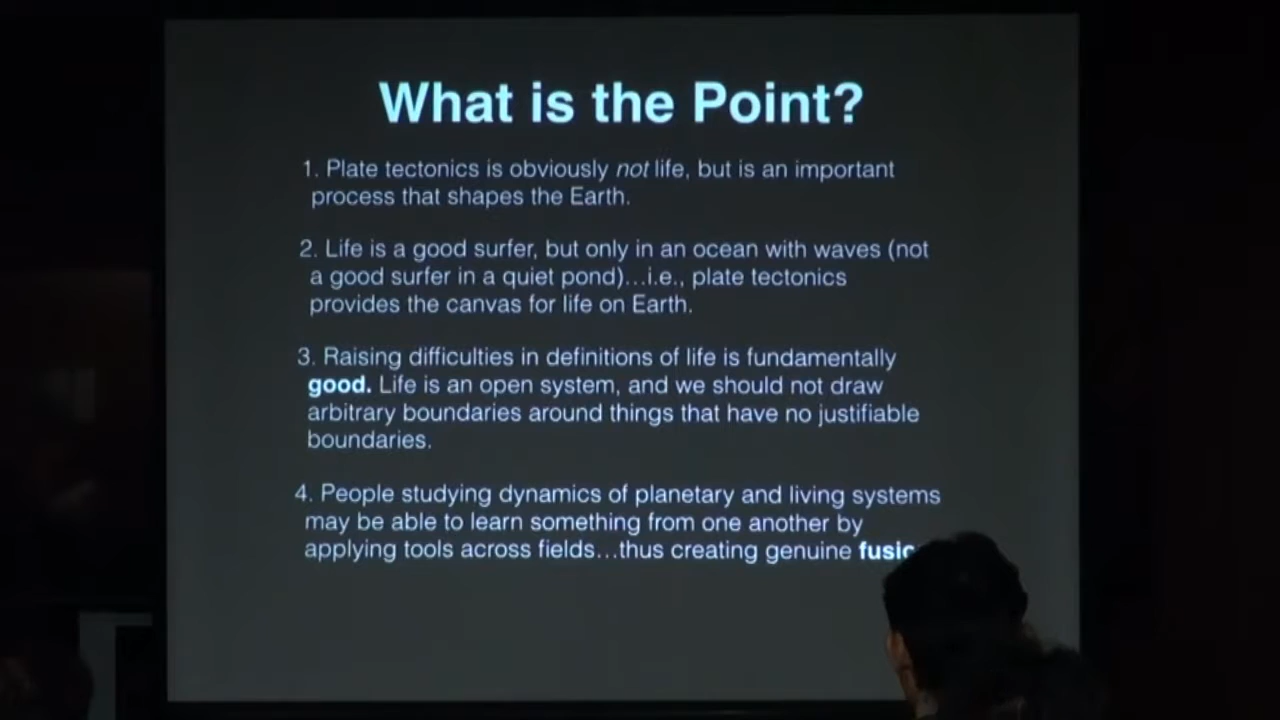 What is the Point?
1. Plate tectonics is obviously not life, but is an important
process that shapes the Earth.
2. Life is a good surfer, but only in an ocean with waves (not
a good surfer in a quiet pond)...i.e., plate tectonics
provides the canvas for life on Earth.
3. Raising difficulties in definitions of life is fundamentally
good. Life is an open system, and we should not draw
arbitrary boundaries around things that have no justifiable
boundaries.
4. People studying dynamics of planetary and living systems
may be able to learn something from one another by
applying tools across fields...thus creating genuine